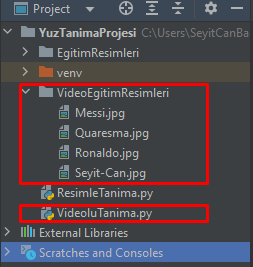 Project
YuzTanimaProjesi C:\Users\SeyitCanBa
EgitimResimleri
venv
VideoEgitimResimleri
Messi.jpg
Quaresma.jpg
Ronaldo.jpg
Seyit-Can.jpg
ResimleTanima.py
VideoluTanima.py
External Libraries
Scratches and Consoles